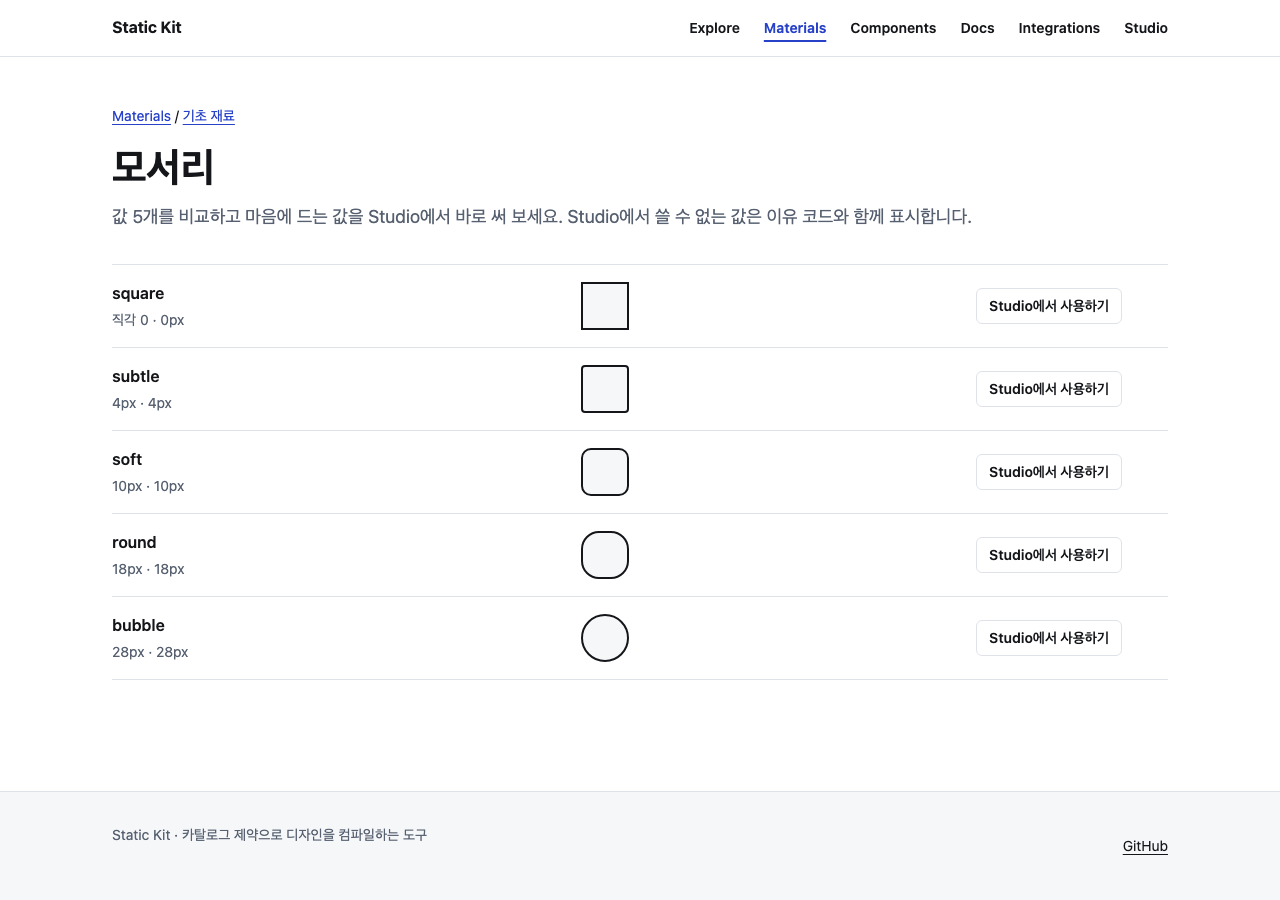 Static Kit
Explore Materials Components Docs Integrations Studio
Materials / 기초 재료
모서리
값 5개를 비교하고 마음에 드는 값을 Studio에서 바로 써 보세요. Studio에서 쓸 수 없는 값은 이유 코드와 함께 표시합니다.
square
직각 0 · 0px
Studio에서 사용하기
subtle
4px · 4px
Studio에서 사용하기
soft
10px · 10px
Studio에서 사용하기
round
18px · 18px
Studio에서 사용하기
bubble
28px · 28px
Studio에서 사용하기
Static Kit · 카탈로그 제약으로 디자인을 컴파일하는 도구
GitHub